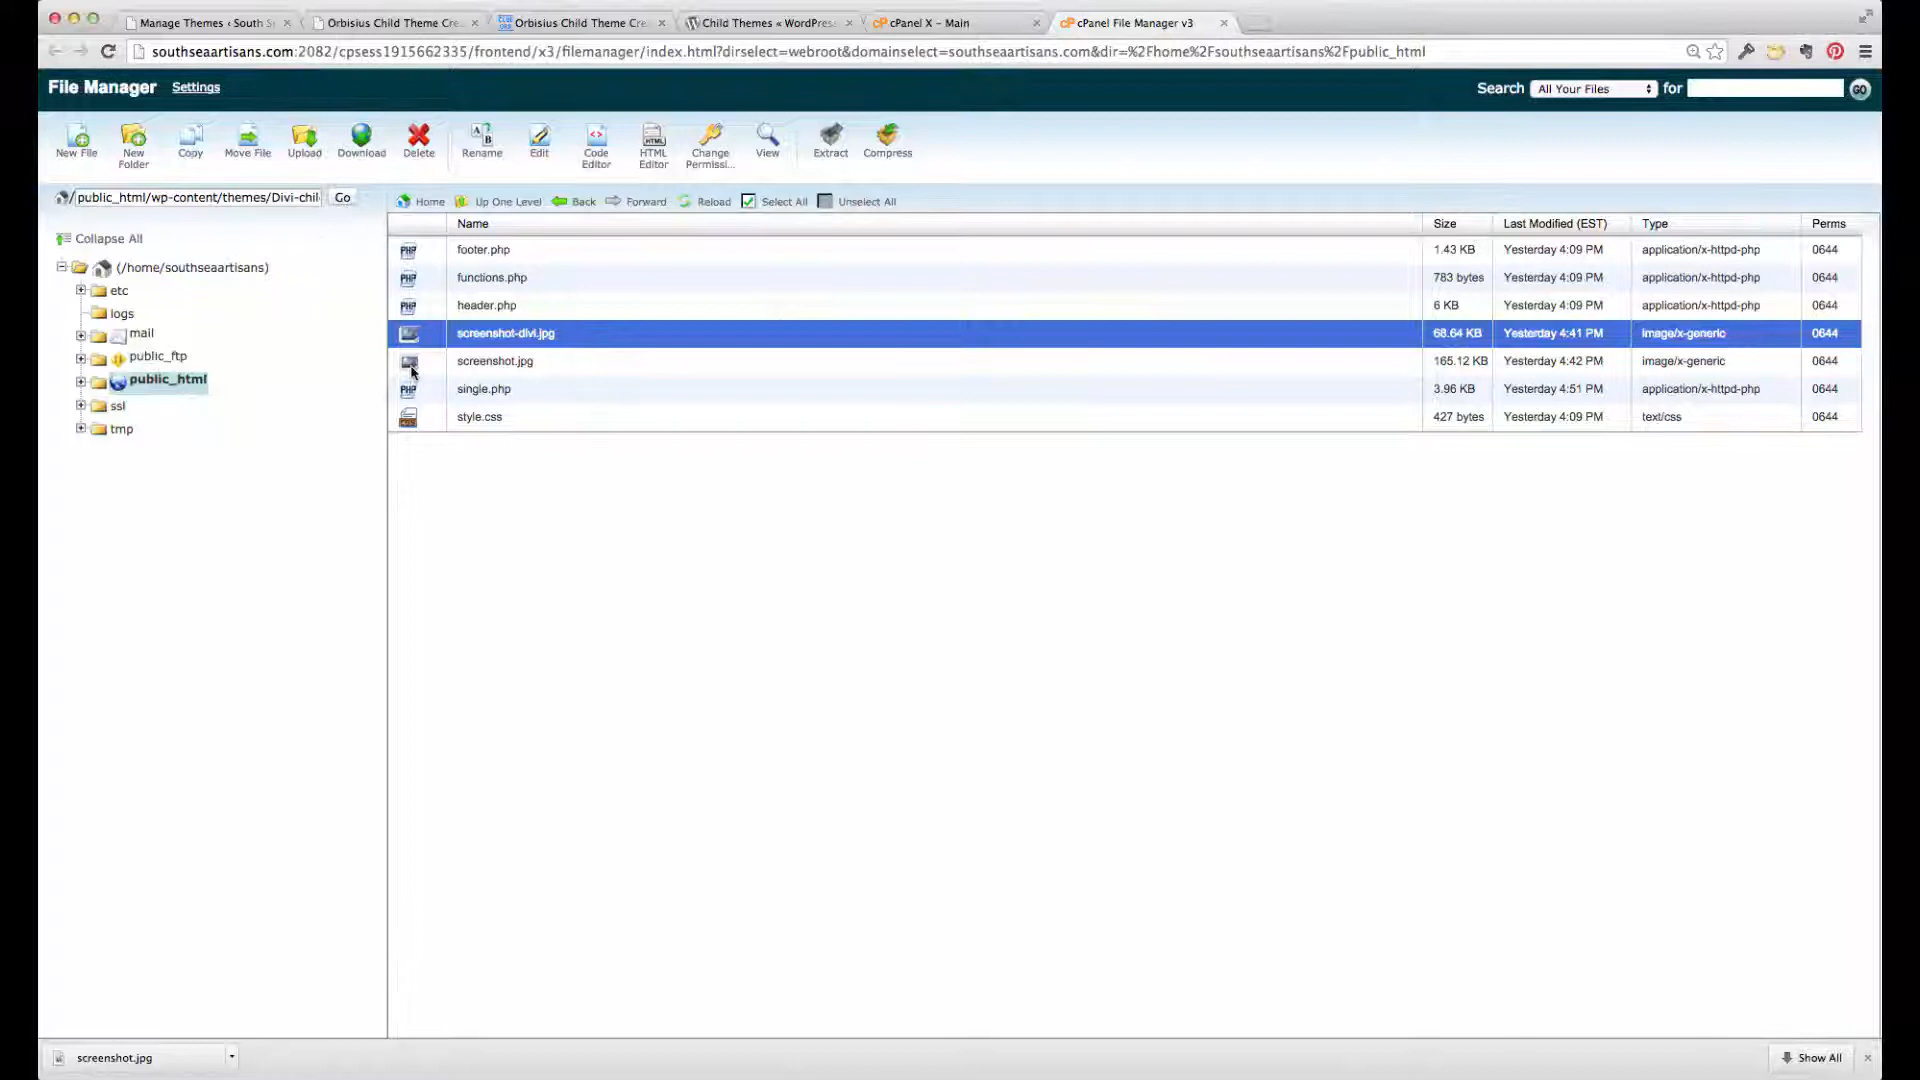 Manage Themes ‹ South S
Orbisius Child Theme Cre
Orbisius Child Theme Cre
Child Themes « WordPress
cPanel X - Main
cPanel File Manager v3
southseaartisans.com:2082/cpsess1915662335/frontend/x3/filemanager/index.html?dirselect=webroot&domainselect=southseaartisans.com&dir=%2Fhome%2Fsouthseaartisans%2Fpublic_html
File Manager Settings
Search All Your Files for GO
New File
New Folder
Copy
Move File
Upload
Download
Delete
Rename
Edit
Code Editor
HTML Editor
Change Permissi...
View
Extract
Compress
/ public_html/wp-content/themes/Divi-chil Go
Home Up One Level Back Forward Reload Select All Unselect All
Collapse All
(/home/southseaartisans)
etc
logs
mail
public_ftp
public_html
ssl
tmp
Name Size Last Modified (EST) Type Perms
PHP footer.php 1.43 KB Yesterday 4:09 PM application/x-httpd-php 0644
PHP functions.php 783 bytes Yesterday 4:09 PM application/x-httpd-php 0644
PHP header.php 6 KB Yesterday 4:09 PM application/x-httpd-php 0644
screenshot-divi.jpg 68.64 KB Yesterday 4:41 PM image/x-generic 0644
screenshot.jpg 165.12 KB Yesterday 4:42 PM image/x-generic 0644
PHP single.php 3.96 KB Yesterday 4:51 PM application/x-httpd-php 0644
style.css 427 bytes Yesterday 4:09 PM text/css 0644
screenshot.jpg
Show All